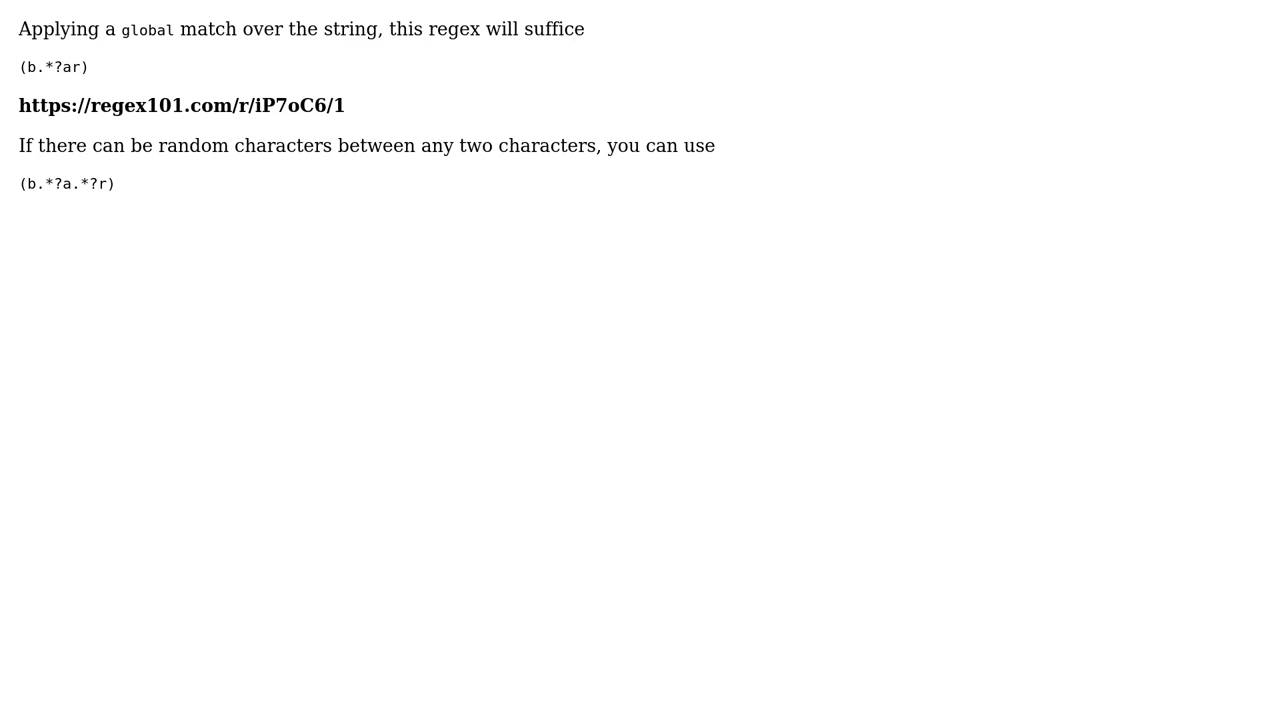 Applying a global match over the string, this regex will suffice
(b.*?ar)
https://regex101.com/r/iP7oC6/1
If there can be random characters between any two characters, you can use
(b.*?a.*?r)